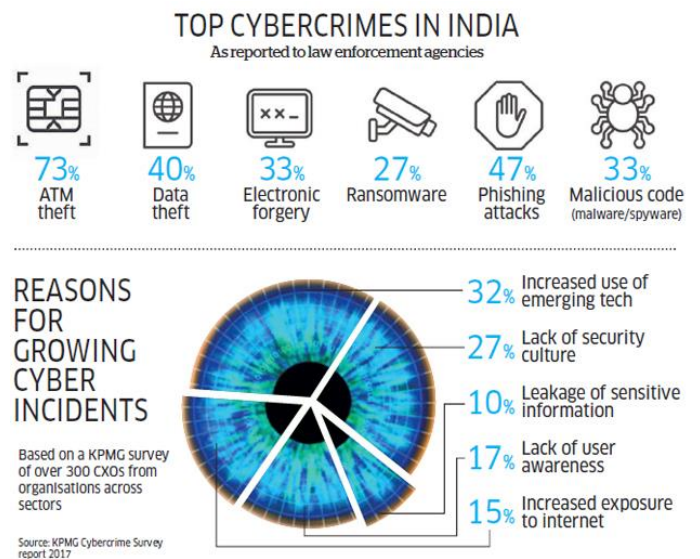 TOP CYBERCRIMES IN INDIA
As reported to law enforcement agencies
××_
73%
ATM
theft
40%
Data
theft
33%
Electronic
forgery
27%
Ransomware
47%
Phishing
attacks
33%
Malicious code
(malware/spyware)
REASONS
FOR
GROWING
CYBER
INCIDENTS
Based on a KPMG survey
of over 300 CXOs from
organisations across
sectors
Source: KPMG Cybercrime Survey
report 2017
32% Increased use of
emerging tech
27% Lack of security
culture
10% Leakage of sensitive
information
17% Lack of user
awareness
15% Increased exposure
to internet